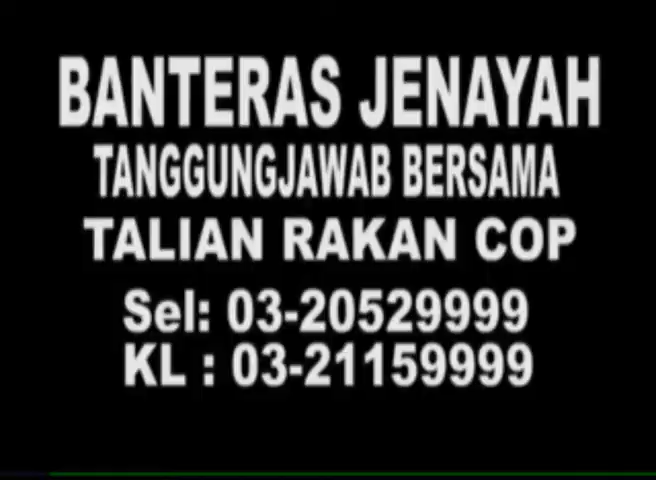 BANTERAS JENAYAH
TANGGUNGJAWAB BERSAMA
TALIAN RAKAN COP
Sel: 03-20529999
KL : 03-21159999